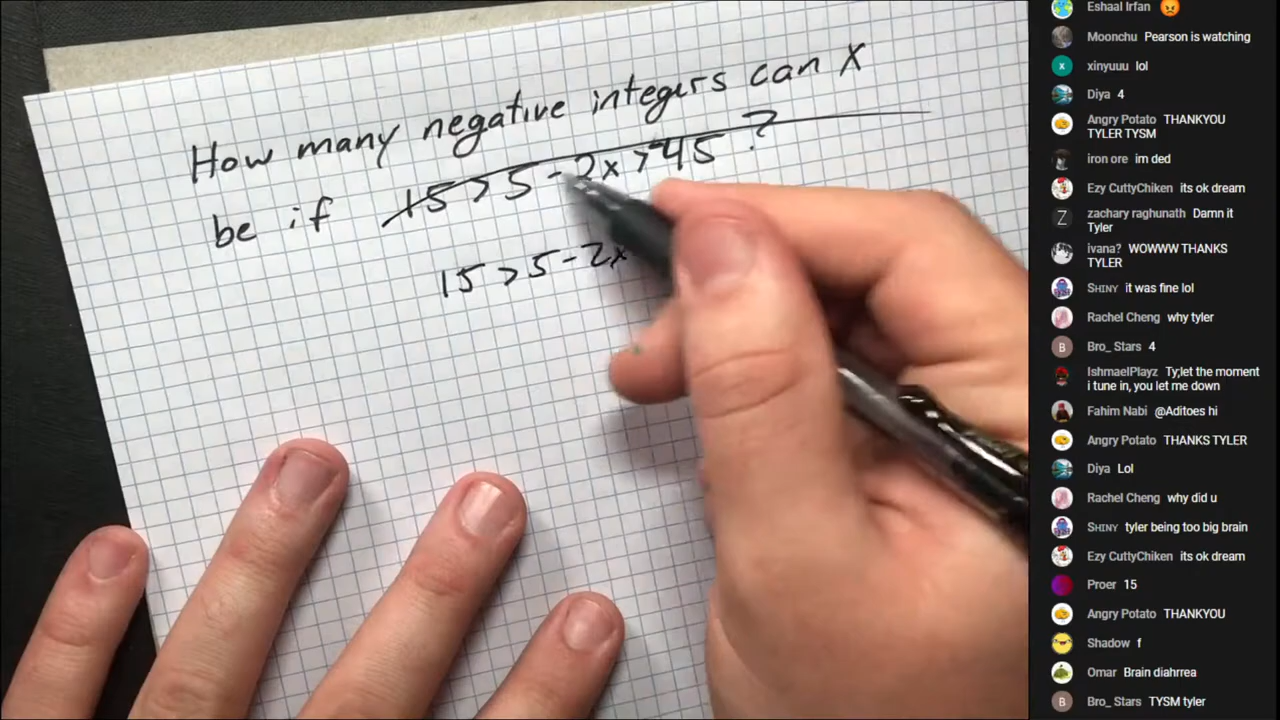 How many negative integers can x
be if 15 > 5 - 2x > 45 ?
15 > 5 - 2x
Eshaal Irfan 😡
Moonchu Pearson is watching
xinyuuu lol
Diya 4
Angry Potato THANKYOU
TYLER TYSM
iron ore im ded
Ezy CuttyChiken its ok dream
zachary raghunath Damn it
Tyler
ivana? WOWWW THANKS
TYLER
SHINY it was fine lol
Rachel Cheng why tyler
Bro_ Stars 4
IshmaelPlayz Ty,let the moment
i tune in, you let me down
Fahim Nabi @Aditoes hi
Angry Potato THANKS TYLER
Diya Lol
Rachel Cheng why did u
SHINY tyler being too big brain
Ezy CuttyChiken its ok dream
Proer 15
Angry Potato THANKYOU
Shadow f
Omar Brain diahrrea
Bro_ Stars TYSM tyler